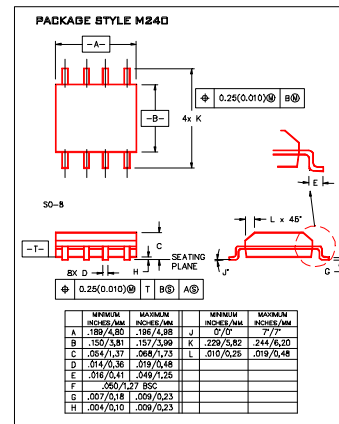 PACKAGE STYLE M240
-A-
0.25(0.010)Ⓜ BⓂ
-B-
4x K
E
SO-8
L x 45°
-T-
C
SEATING
PLANE
8X D
H
J°
G
0.25(0.010)Ⓜ T BⓈ AⓈ
MINIMUM INCHES/MM MAXIMUM INCHES/MM MINIMUM INCHES/MM MAXIMUM INCHES/MM
A .189/4,80 .196/4,98 J 0°/0° 7°/7°
B .150/3,81 .157/3,99 K .229/5,82 .244/6,20
C .054/1,37 .068/1,73 L .010/0,25 .019/0,48
D .014/0,36 .019/0,48
E .016/0,41 .049/1,25
F .050/1,27 BSC
G .007/0,18 .009/0,23
H .004/0,10 .009/0,23